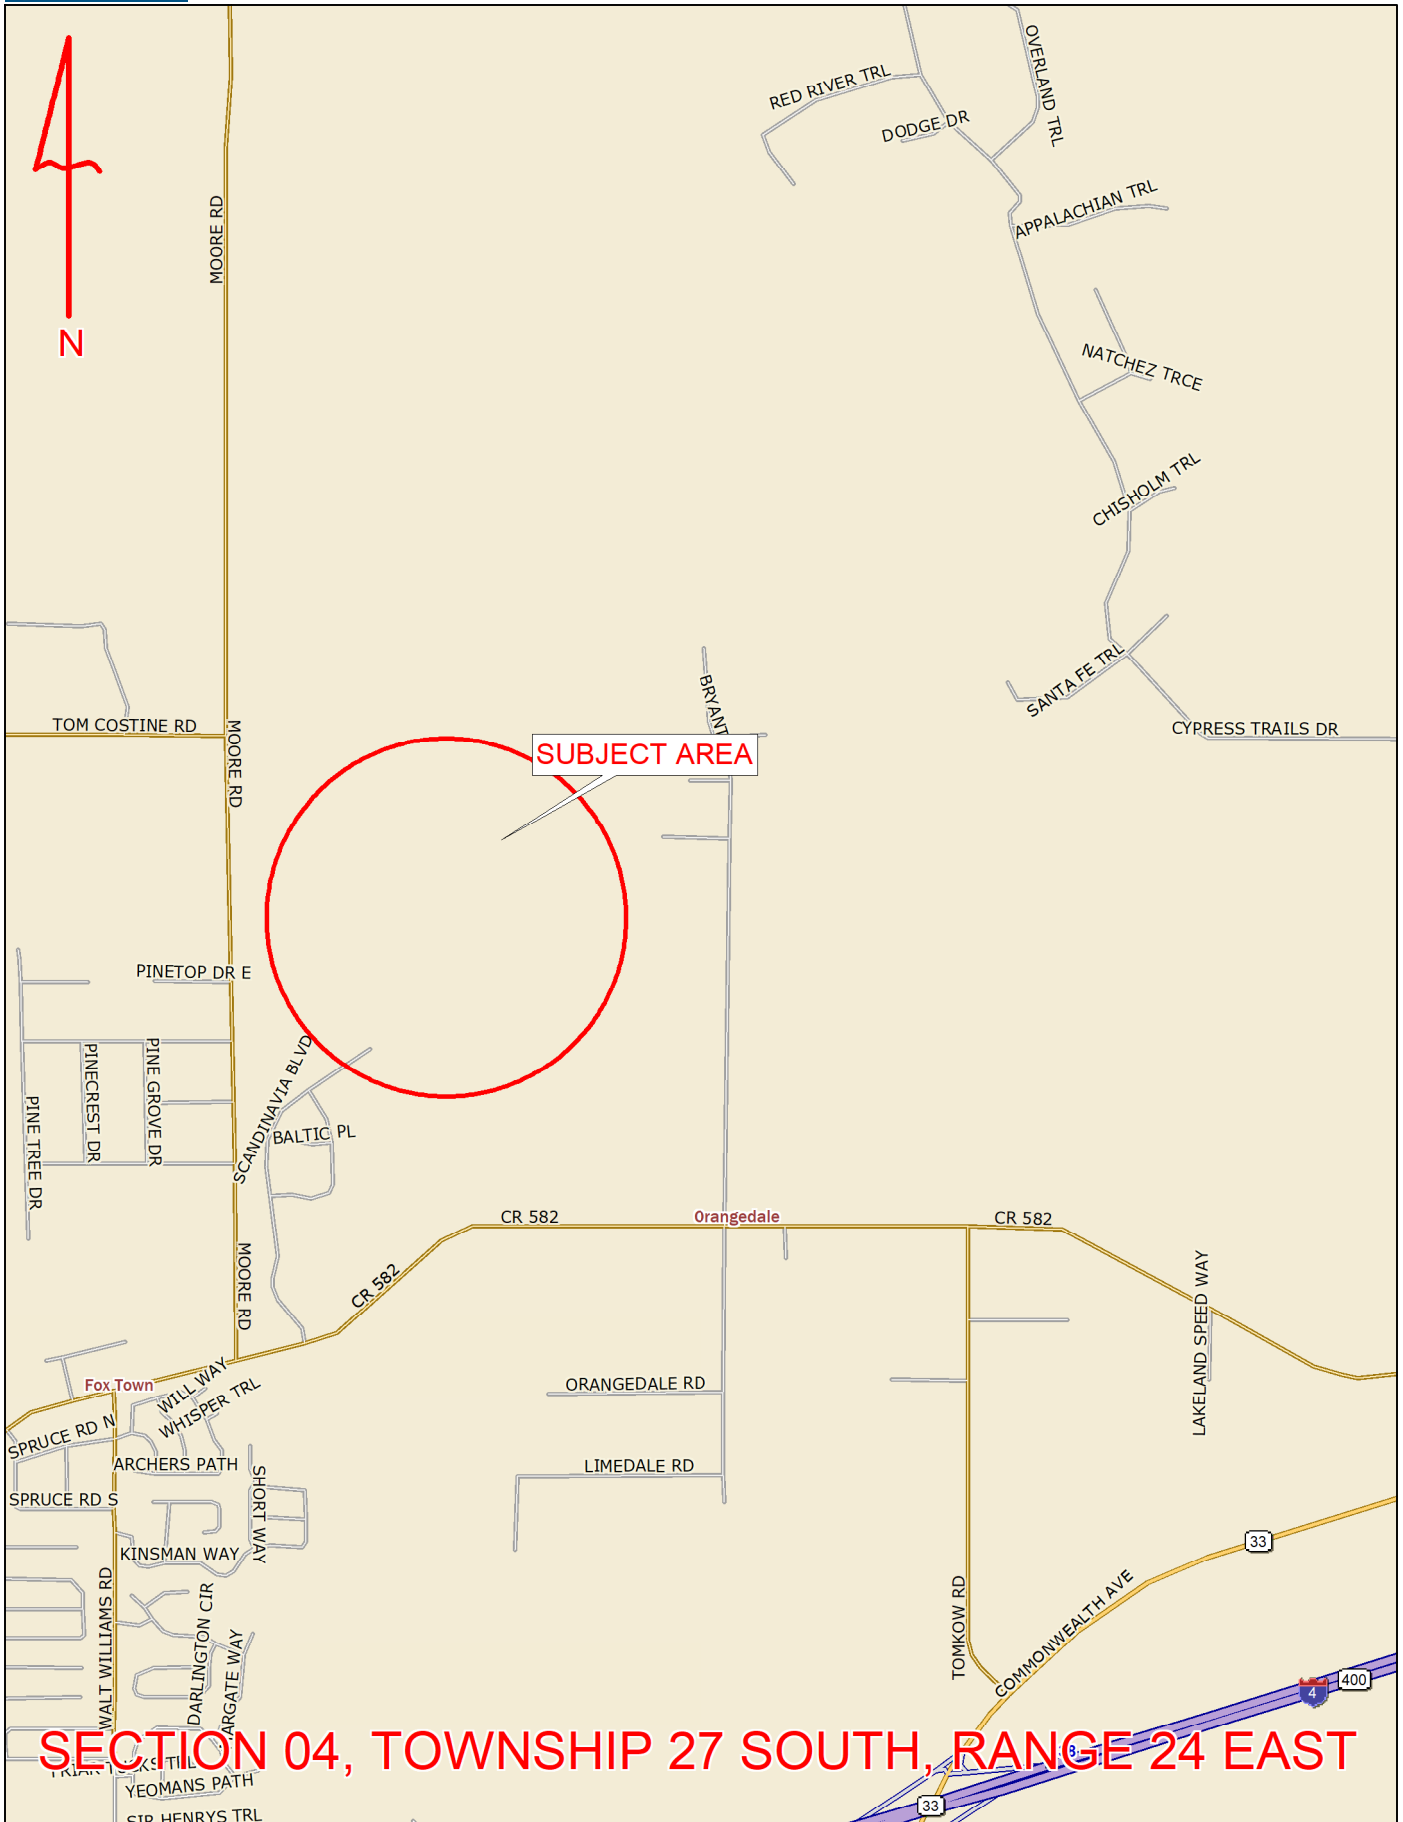 OVERLAND TRL
RED RIVER TRL
DODGE DR
APPALACHIAN TRL
MOORE RD
N
NATCHEZ TRCE
CHISHOLM TRL
SANTA FE TRL
BRYANT
TOM COSTINE RD
CYPRESS TRAILS DR
MOORE RD
SUBJECT AREA
PINETOP DR E
SCANDINAVIA BLVD
PINECREST DR
PINE GROVE DR
PINE TREE DR
BALTIC PL
CR 582
Orangedale
CR 582
MOORE RD
CR 582
LAKELAND SPEED WAY
Fox Town
WILL WAY
WHISPER TRL
ORANGEDALE RD
SPRUCE RD N
ARCHERS PATH
LIMEDALE RD
SHORT WAY
SPRUCE RD S
33
KINSMAN WAY
WALT WILLIAMS RD
DARLINGTON CIR
TOMKOW RD
COMMONWEALTH AVE
ARGATE WAY
4
400
SECTION 04, TOWNSHIP 27 SOUTH, RANGE 24 EAST
YEOMANS PATH
33
SIR HENRYS TRL